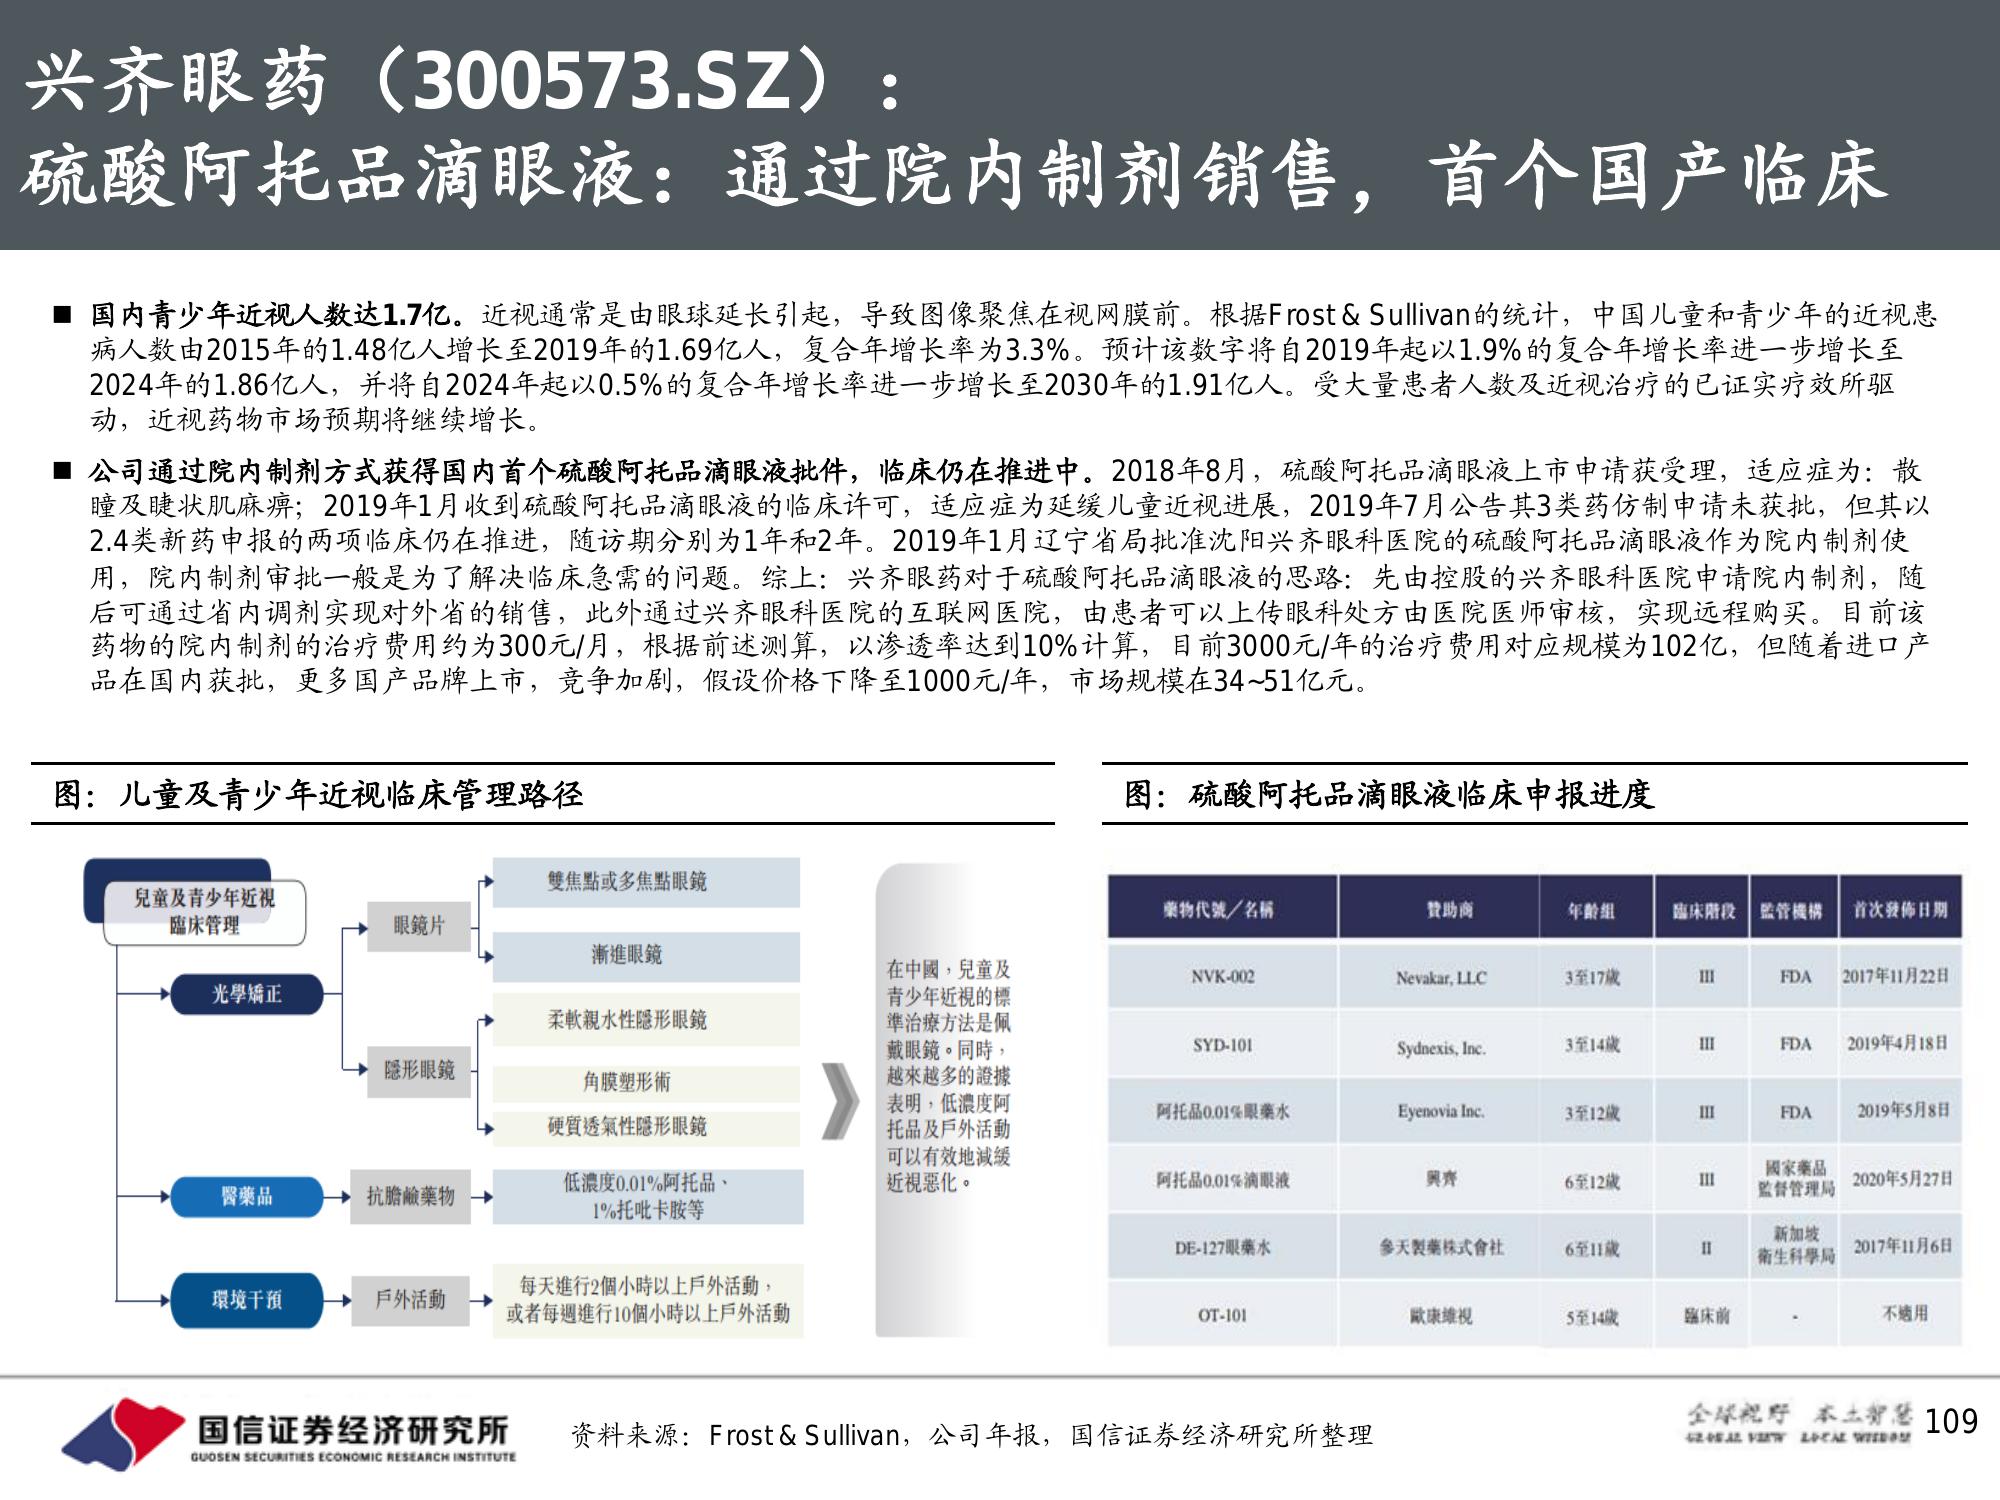 兴齐眼药（300573.SZ）：
硫酸阿托品滴眼液：通过院内制剂销售，首个国产临床
■ 国内青少年近视人数达1.7亿。近视通常是由眼球延长引起，导致图像聚焦在视网膜前。根据Frost & Sullivan的统计，中国儿童和青少年的近视患
病人数由2015年的1.48亿人增长至2019年的1.69亿人，复合年增长率为3.3%。预计该数字将自2019年起以1.9%的复合年增长率进一步增长至
2024年的1.86亿人，并将自2024年起以0.5%的复合年增长率进一步增长至2030年的1.91亿人。受大量患者人数及近视治疗的已证实疗效所驱
动，近视药物市场预期将继续增长。
■ 公司通过院内制剂方式获得国内首个硫酸阿托品滴眼液批件，临床仍在推进中。2018年8月，硫酸阿托品滴眼液上市申请获受理，适应症为：散
瞳及睫状肌麻痹；2019年1月收到硫酸阿托品滴眼液的临床许可，适应症为延缓儿童近视进展，2019年7月公告其3类药仿制申请未获批，但其以
2.4类新药申报的两项临床仍在推进，随访期分别为1年和2年。2019年1月辽宁省局批准沈阳兴齐眼科医院的硫酸阿托品滴眼液作为院内制剂使
用，院内制剂审批一般是为了解决临床急需的问题。综上：兴齐眼药对于硫酸阿托品滴眼液的思路：先由控股的兴齐眼科医院申请院内制剂，随
后可通过省内调剂实现对外省的销售，此外通过兴齐眼科医院的互联网医院，由患者可以上传眼科处方由医院医师审核，实现远程购买。目前该
药物的院内制剂的治疗费用约为300元/月，根据前述测算，以渗透率达到10%计算，目前3000元/年的治疗费用对应规模为102亿，但随着进口产
品在国内获批，更多国产品牌上市，竞争加剧，假设价格下降至1000元/年，市场规模在34~51亿元。
图：儿童及青少年近视临床管理路径
兒童及青少年近視
臨床管理
光學矯正
眼鏡片
雙焦點或多焦點眼鏡
漸進眼鏡
隱形眼鏡
柔軟親水性隱形眼鏡
角膜塑形術
硬質透氣性隱形眼鏡
醫藥品
抗膽鹼藥物
低濃度0.01%阿托品、
1%托吡卡胺等
環境干預
戶外活動
每天進行2個小時以上戶外活動，
或者每週進行10個小時以上戶外活動
在中國，兒童及
青少年近視的標
準治療方法是佩
戴眼鏡。同時，
越來越多的證據
表明，低濃度阿
托品及戶外活動
可以有效地減緩
近視惡化。
图：硫酸阿托品滴眼液临床申报进度
藥物代號／名稱 贊助商 年齡組 臨床階段 監管機構 首次發佈日期
NVK-002 Nevakar, LLC 3至17歲 III FDA 2017年11月22日
SYD-101 Sydnexis, Inc. 3至14歲 III FDA 2019年4月18日
阿托品0.01%眼藥水 Eyenovia Inc. 3至12歲 III FDA 2019年5月8日
阿托品0.01%滴眼液 興齊 6至12歲 III 國家藥品監督管理局 2020年5月27日
DE-127眼藥水 參天製藥株式會社 6至11歲 II 新加坡衛生科學局 2017年11月6日
OT-101 歐康維視 5至14歲 臨床前 - 不適用
国信证券经济研究所
GUOSEN SECURITIES ECONOMIC RESEARCH INSTITUTE
资料来源：Frost & Sullivan，公司年报，国信证券经济研究所整理
全球视野 本土智慧
GLOBAL VIEW LOCAL WISDOM
109